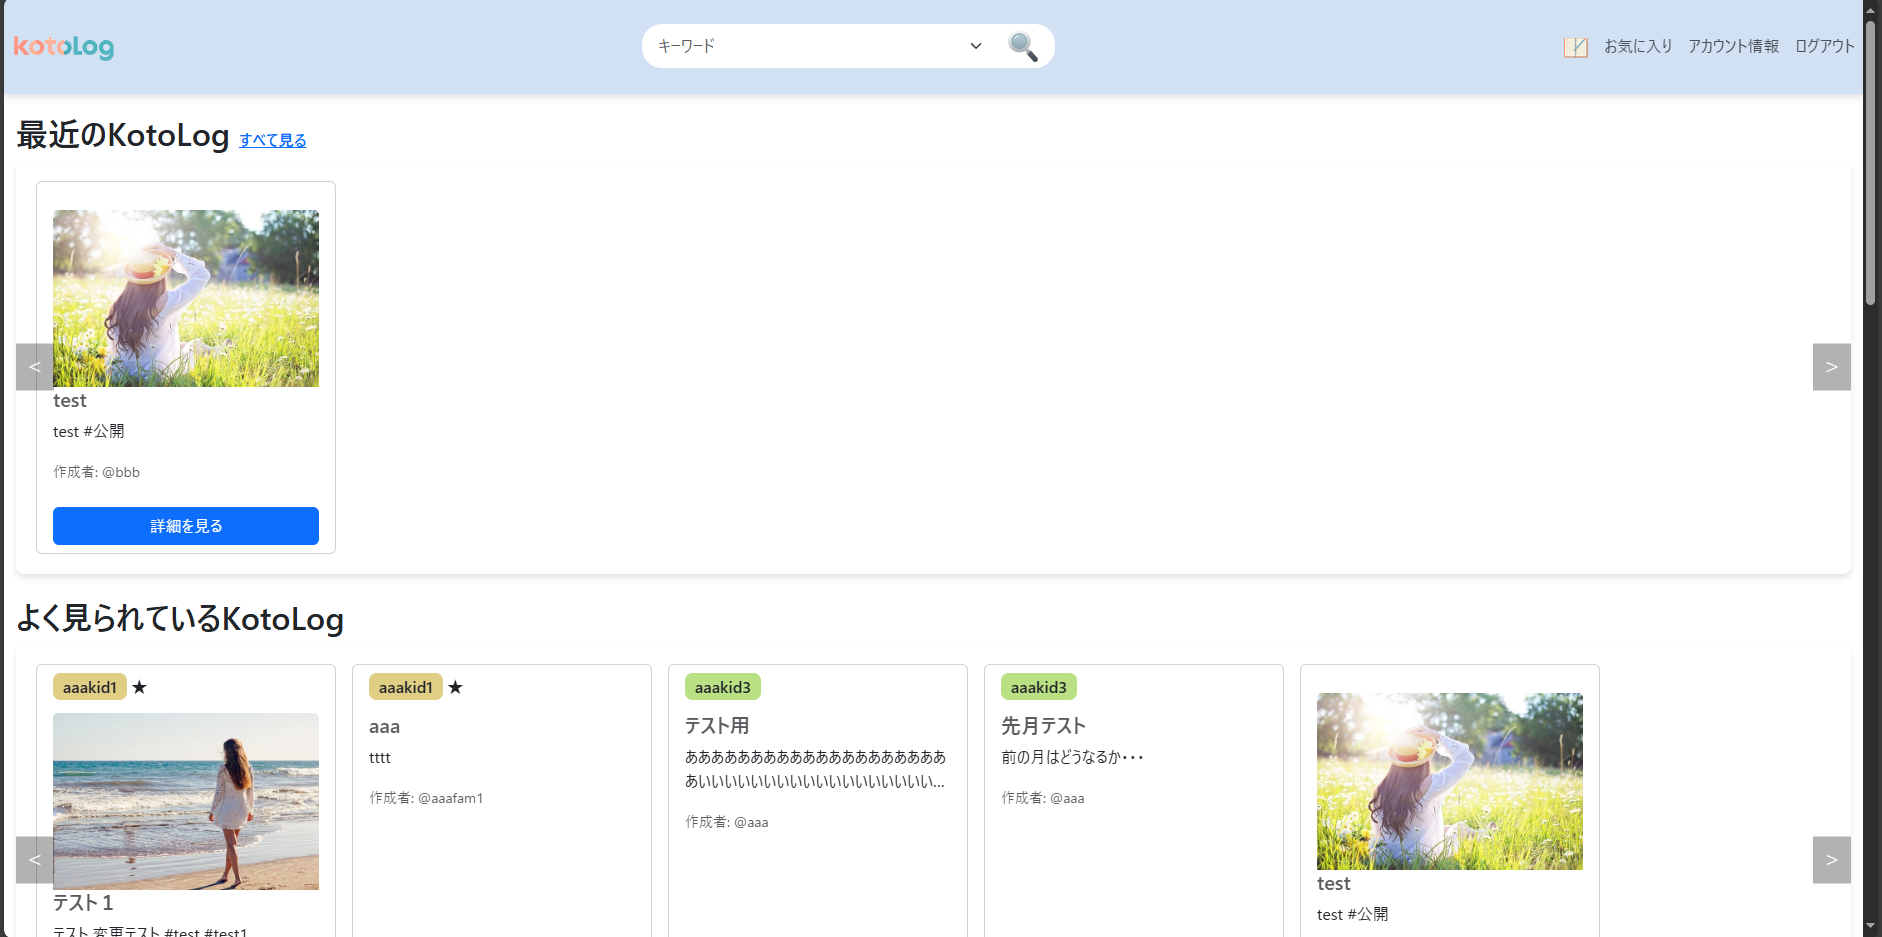 kotoLog
キーワード
お気に入り
アカウント情報
ログアウト
最近のKotoLog すべて見る
<
>
test
test #公開
作成者: @bbb
詳細を見る
よく見られているKotoLog
aaakid1 ★
テスト１
テスト 変更テスト #test #test1
aaakid1 ★
aaa
tttt
作成者: @aaafam1
aaakid3
テスト用
ああああああああああああああああああああ
あいいいいいいいいいいいいいいいいいい...
作成者: @aaa
aaakid3
先月テスト
前の月はどうなるか・・・
作成者: @aaa
test
test #公開
<
>